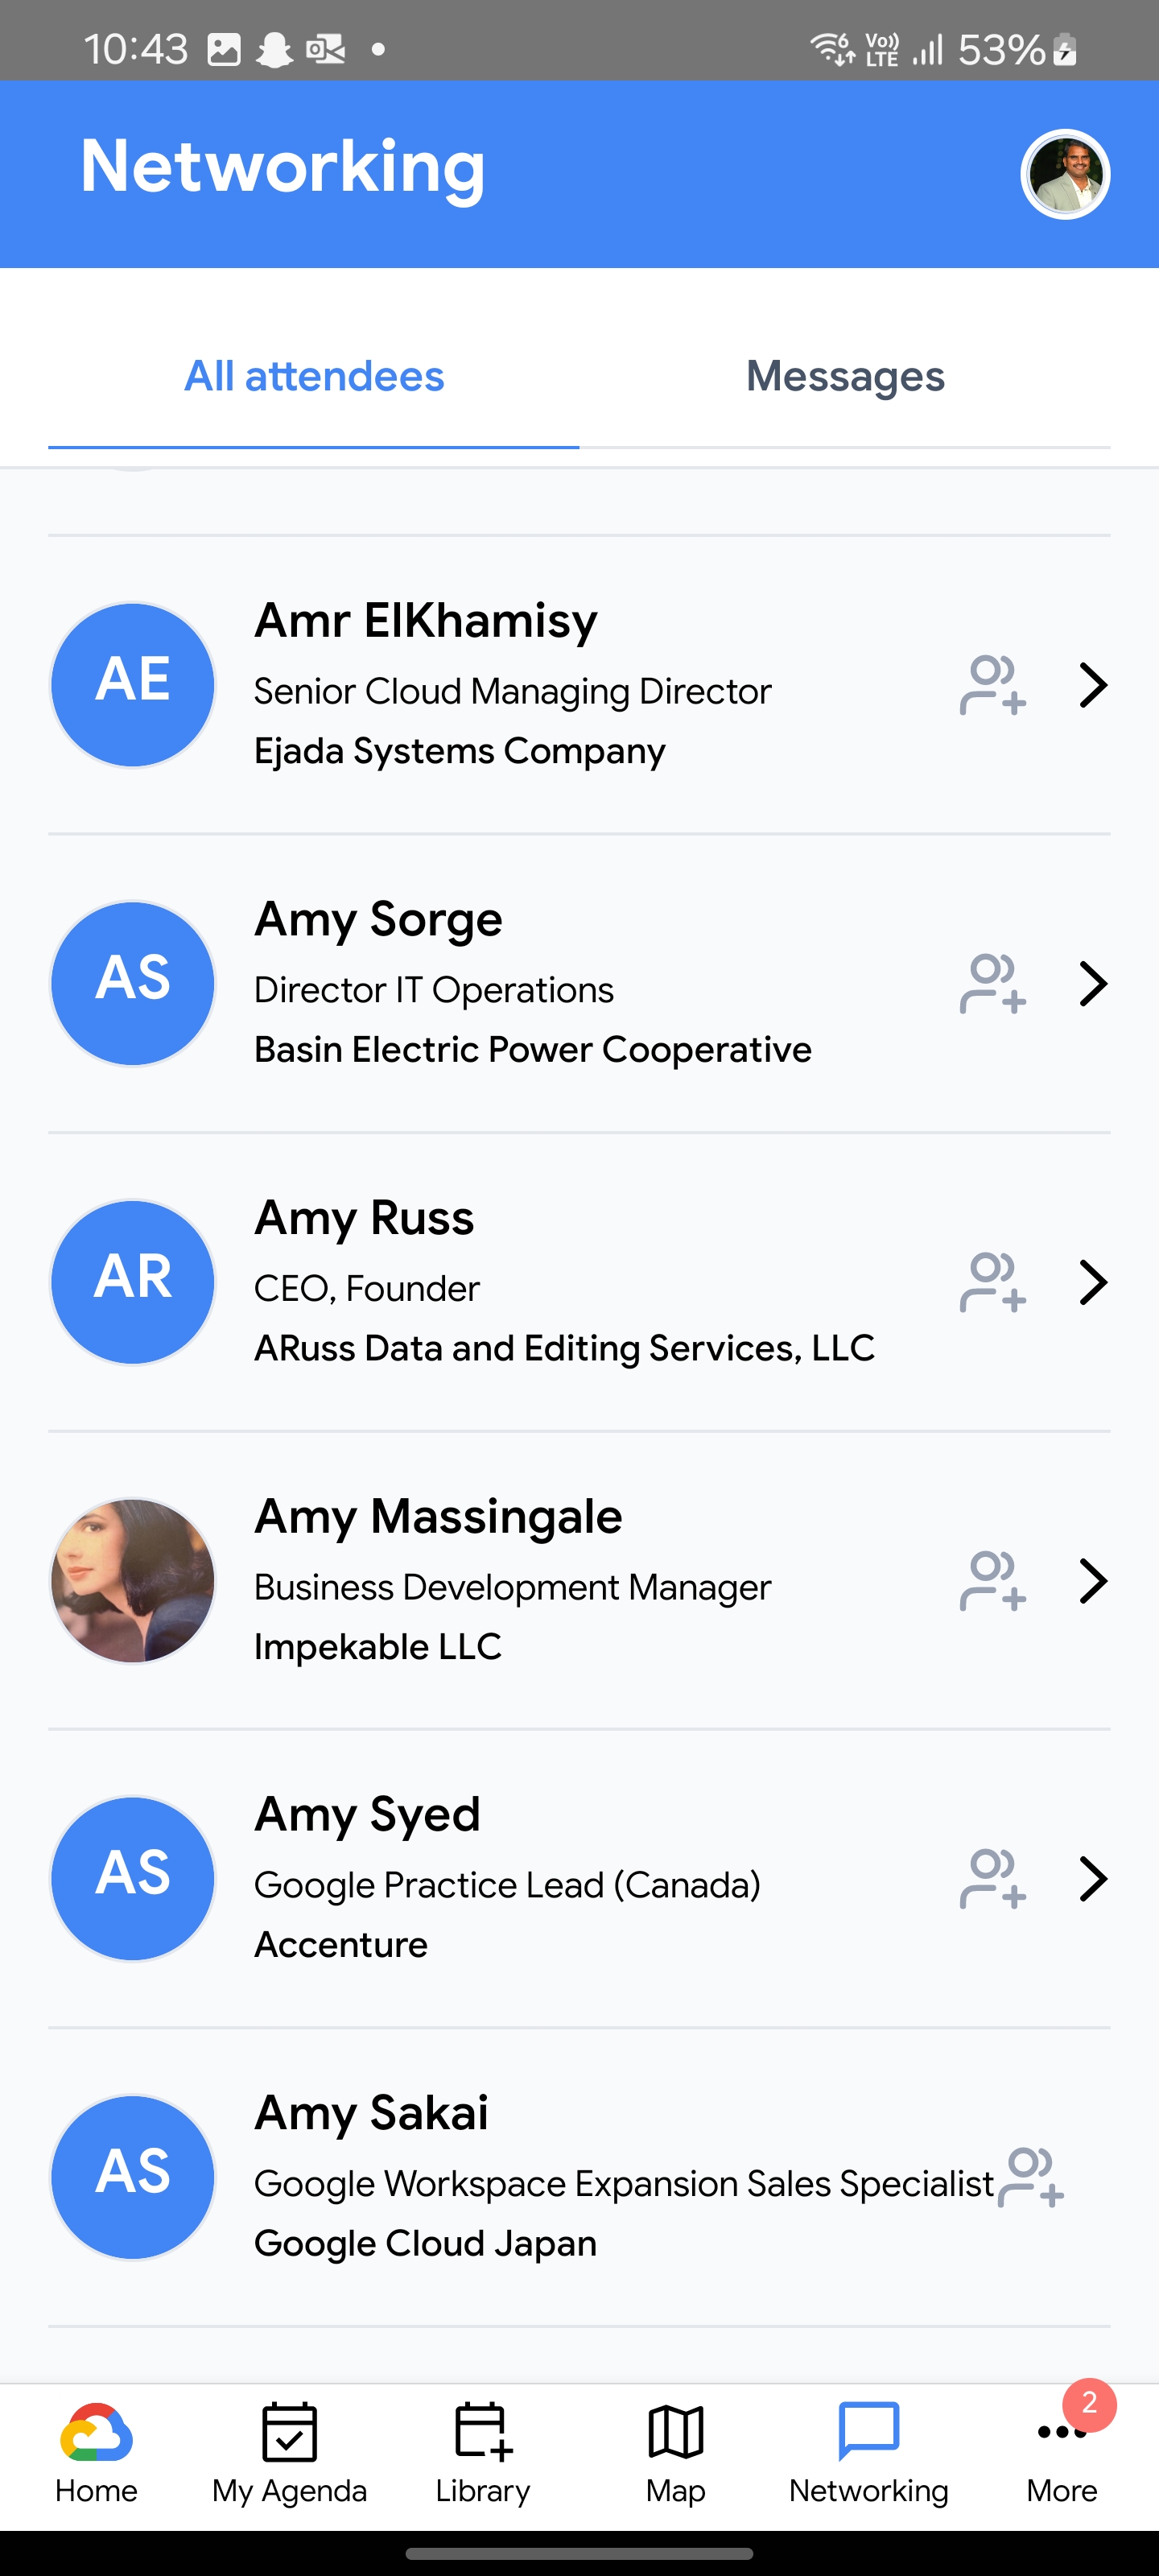 10:43
Vo)) LTE 53%
Networking
All attendees Messages
AE
Amr ElKhamisy
Senior Cloud Managing Director
Ejada Systems Company
AS
Amy Sorge
Director IT Operations
Basin Electric Power Cooperative
AR
Amy Russ
CEO, Founder
ARuss Data and Editing Services, LLC
Amy Massingale
Business Development Manager
Impekable LLC
AS
Amy Syed
Google Practice Lead (Canada)
Accenture
AS
Amy Sakai
Google Workspace Expansion Sales Specialist
Google Cloud Japan
2
Home My Agenda Library Map Networking More